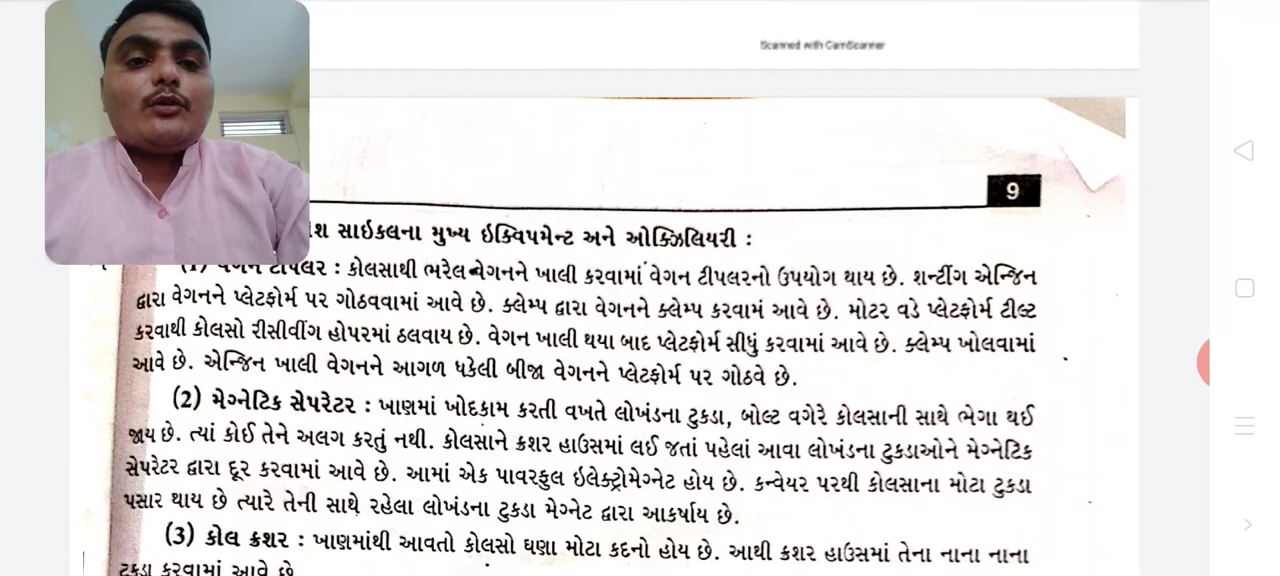 Scanned with CamScanner
9
સાઇકલના મુખ્ય ઇક્વિપમેન્ટ અને ઓક્ઝિલિયરી :
ટીપલર : કોલસાથી ભરેલ વેગનને ખાલી કરવામાં વેગન ટીપલરનો ઉપયોગ થાય છે. શન્ટીંગ એન્જિન
દ્વારા વેગનને પ્લેટફોર્મ પર ગોઠવવામાં આવે છે. ક્લેમ્પ દ્વારા વેગનને ક્લેમ્પ કરવામં આવે છે. મોટર વડે પ્લેટફોર્મ ટીલ્ટ
કરવાથી કોલસો રીસીવીંગ હોપરમાં ઠલવાય છે. વેગન ખાલી થયા બાદ પ્લેટફોર્મ સીધું કરવામાં આવે છે. ક્લેમ્પ ખોલવામાં
આવે છે. એન્જિન ખાલી વેગનને આગળ ધકેલી બીજા વેગનને પ્લેટફોર્મ પર ગોઠવે છે.
(2) મેગ્નેટિક સેપરેટર : ખાણમાં ખોદકામ કરતી વખતે લોખંડના ટુકડા, બોલ્ટ વગેરે કોલસાની સાથે ભેગા થઈ
જાય છે. ત્યાં કોઈ તેને અલગ કરતું નથી. કોલસાને ક્રશર હાઉસમાં લઈ જતાં પહેલાં આવા લોખંડના ટુકડાઓને મેગ્નેટિક
સેપરેટર દ્વારા દૂર કરવામાં આવે છે. આમાં એક પાવરફુલ ઇલેક્ટ્રોમેગ્નેટ હોય છે. કન્વેયર પરથી કોલસાના મોટા ટુકડા
પસાર થાય છે ત્યારે તેની સાથે રહેલા લોખંડના ટુકડા મેગ્નેટ દ્વારા આકર્ષાય છે.
(3) કોલ ક્રશર : ખાણમાંથી આવતો કોલસો ઘણા મોટા કદનો હોય છે. આથી ક્રશર હાઉસમાં તેના નાના નાના
ટુકડા કરવામાં આવે છે